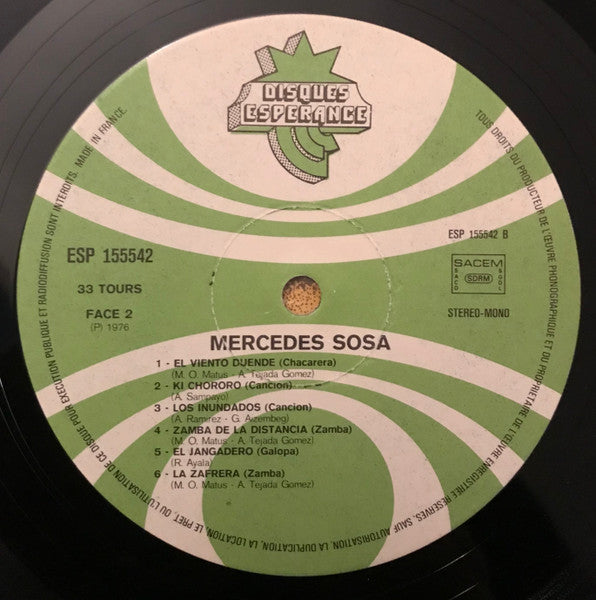 DISQUES
ESPERANCE
TOUS DROITS DU PRODUCTEUR DE L'ŒUVRE PHONOGRAPHIQUE ET DU PROPRIETAIRE DE L'ŒUVRE ENREGISTREE RESERVES, SAUF AUTORISATION, LA DUPLICATION, LA LOCATION, LE PRET, OU L'UTILISATION DE CE DISQUE POUR EXECUTION PUBLIQUE ET RADIODIFFUSION SONT INTERDITS. MADE IN FRANCE.
ESP 155542
33 TOURS
FACE 2
(P) 1976
ESP 155542 B
SACEM
SACD
SDRM
SGDL
STEREO-MONO
MERCEDES SOSA
1 - EL VIENTO DUENDE (Chacarera)
(M. O. Matus - A. Tejada Gomez)
2 - KI CHORORO (Cancion)
(A. Sampayo)
3 - LOS INUNDADOS (Cancion)
(A. Ramirez - G. Aizemberg)
4 - ZAMBA DE LA DISTANCIA (Zamba)
(M. O. Matus - A. Tejada Gomez)
5 - EL JANGADERO (Galopa)
(R. Ayala)
6 - LA ZAFRERA (Zamba)
(M. O. Matus - A. Tejada Gomez)